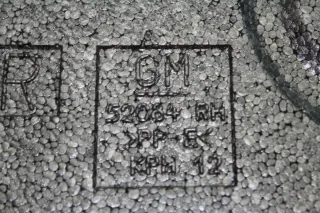 R
GM
52064 RH
>PP-E<
KPH 12